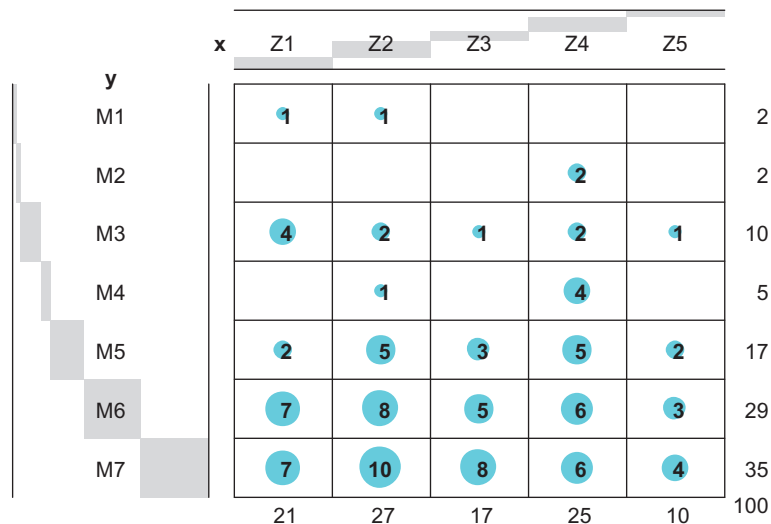 x Z1 Z2 Z3 Z4 Z5
y
M1 1 1 2
M2 2 2
M3 4 2 1 2 1 10
M4 1 4 5
M5 2 5 3 5 2 17
M6 7 8 5 6 3 29
M7 7 10 8 6 4 35
21 27 17 25 10 100